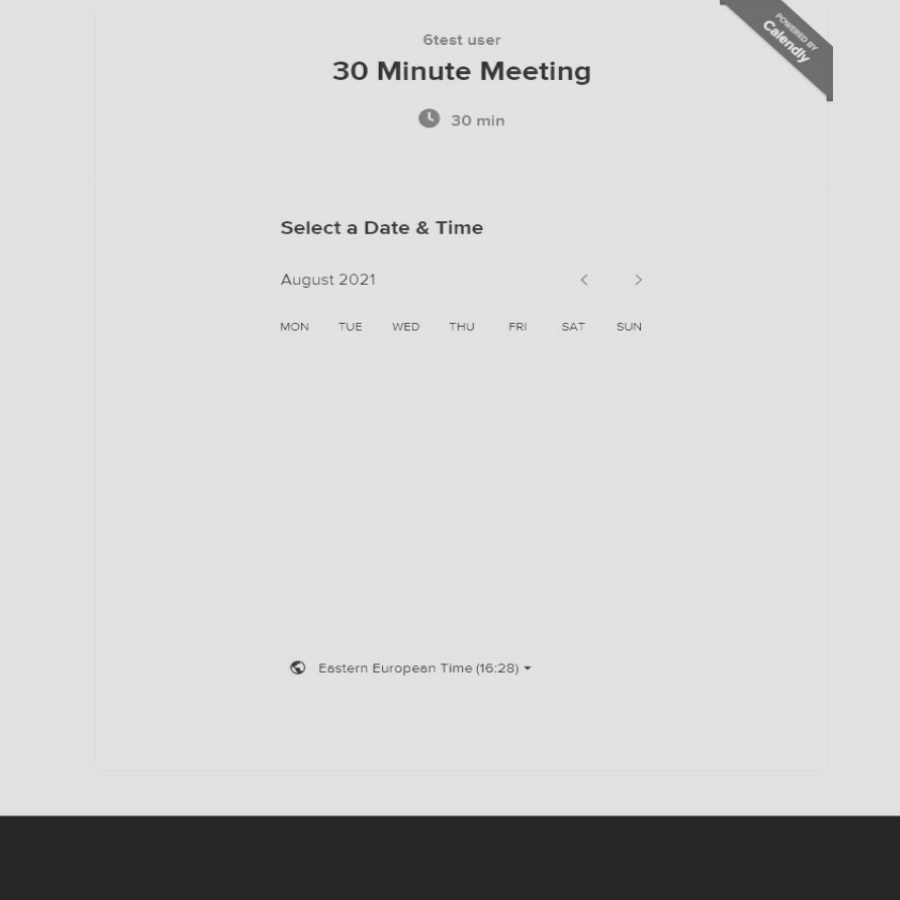 POWERED BY
Calendly
6test user
30 Minute Meeting
30 min
Select a Date & Time
August 2021
MON TUE WED THU FRI SAT SUN
Eastern European Time (16:28)